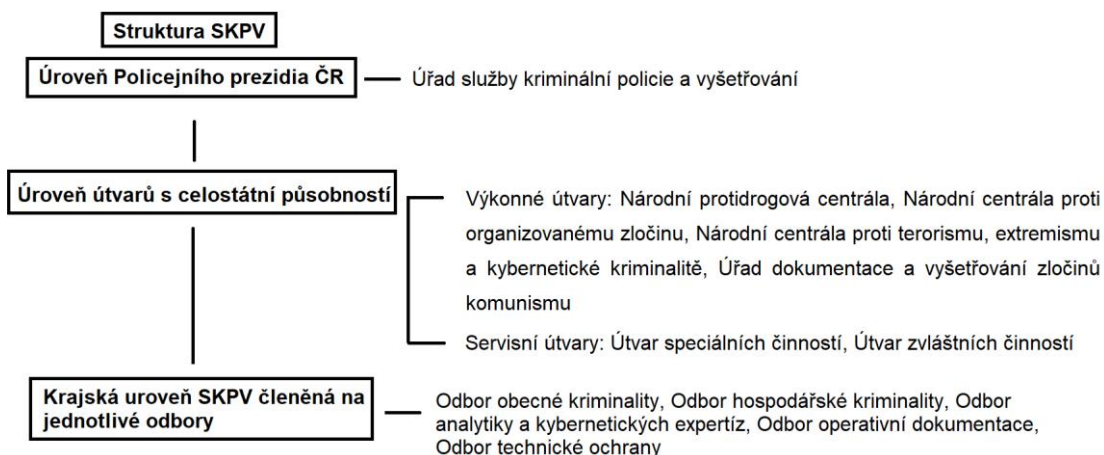 Struktura SKPV
Úroveň Policejního prezidia ČR
Úřad služby kriminální policie a vyšetřování
Úroveň útvarů s celostátní působností
Výkonné útvary: Národní protidrogová centrála, Národní centrála proti
organizovanému zločinu, Národní centrála proti terorismu, extremismu
a kybernetické kriminalitě, Úřad dokumentace a vyšetřování zločinů
komunismu
Servisní útvary: Útvar speciálních činností, Útvar zvláštních činností
Krajská uroveň SKPV členěná na
jednotlivé odbory
Odbor obecné kriminality, Odbor hospodářské kriminality, Odbor
analytiky a kybernetických expertíz, Odbor operativní dokumentace,
Odbor technické ochrany